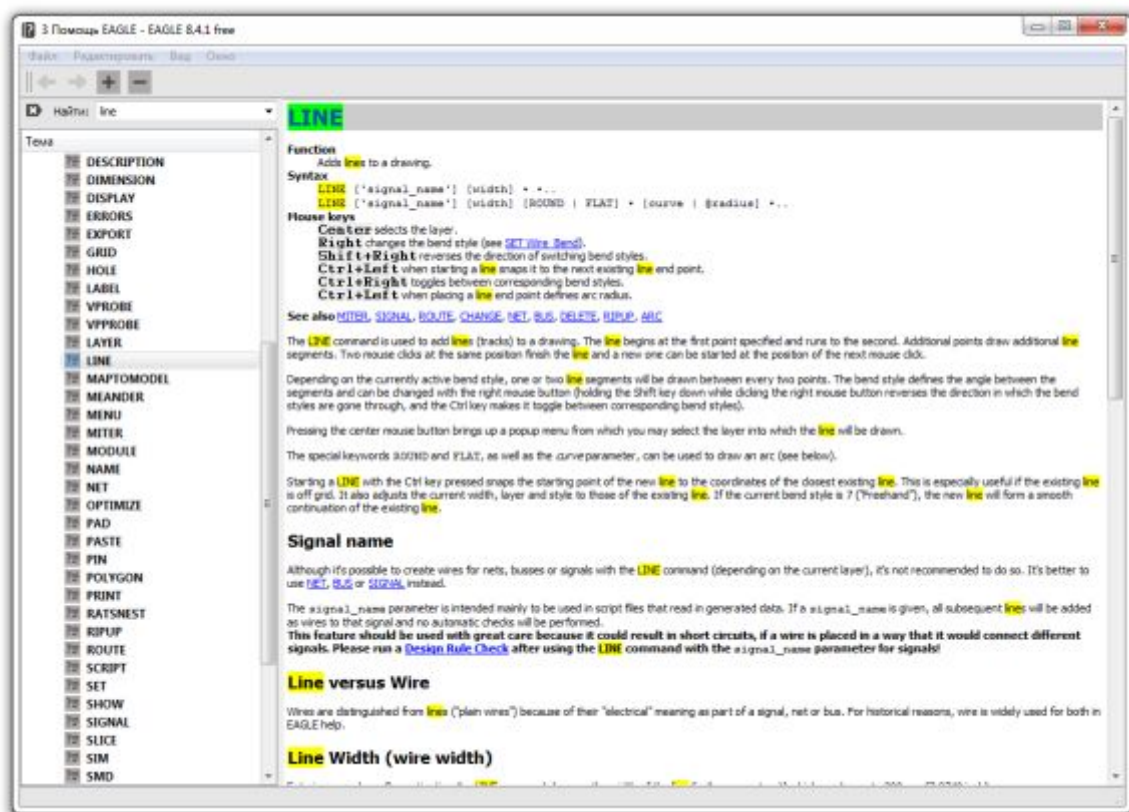 3 Помощь EAGLE - EAGLE 8.4.1 free
Файл Редактировать Вид Окно
Найти: line
Тема
DESCRIPTION
DIMENSION
DISPLAY
ERRORS
EXPORT
GRID
HOLE
LABEL
VPROBE
VPPROBE
LAYER
LINE
MAPTOMODEL
MEANDER
MENU
MITER
MODULE
NAME
NET
OPTIMIZE
PAD
PASTE
PIN
POLYGON
PRINT
RATSNEST
RIPUP
ROUTE
SCRIPT
SET
SHOW
SIGNAL
SLICE
SIM
SMD
LINE
Function
Adds lines to a drawing.
Syntax
LINE ['signal_name'] [width] • •..
LINE ['signal_name'] [width] [ROUND | FLAT] • [curve | @radius] •..
Mouse keys
Center selects the layer.
Right changes the bend style (see SET Wire_Bend).
Shift+Right reverses the direction of switching bend styles.
Ctrl+Left when starting a line snaps it to the next existing line end point.
Ctrl+Right toggles between corresponding bend styles.
Ctrl+Left when placing a line end point defines arc radius.
See also MITER, SIGNAL, ROUTE, CHANGE, NET, BUS, DELETE, RIPUP, ARC
The LINE command is used to add lines (tracks) to a drawing. The line begins at the first point specified and runs to the second. Additional points draw additional line
segments. Two mouse clicks at the same position finish the line and a new one can be started at the position of the next mouse click.
Depending on the currently active bend style, one or two line segments will be drawn between every two points. The bend style defines the angle between the
segments and can be changed with the right mouse button (holding the Shift key down while clicking the right mouse button reverses the direction in which the bend
styles are gone through, and the Ctrl key makes it toggle between corresponding bend styles).
Pressing the center mouse button brings up a popup menu from which you may select the layer into which the line will be drawn.
The special keywords ROUND and FLAT, as well as the curve parameter, can be used to draw an arc (see below).
Starting a LINE with the Ctrl key pressed snaps the starting point of the new line to the coordinates of the closest existing line. This is especially useful if the existing line
is off grid. It also adjusts the current width, layer and style to those of the existing line. If the current bend style is 7 ("Freehand"), the new line will form a smooth
continuation of the existing line.
Signal name
Although it's possible to create wires for nets, busses or signals with the LINE command (depending on the current layer), it's not recommended to do so. It's better to
use NET, BUS or SIGNAL instead.
The signal_name parameter is intended mainly to be used in script files that read in generated data. If a signal_name is given, all subsequent lines will be added
as wires to that signal and no automatic checks will be performed.
This feature should be used with great care because it could result in short circuits, if a wire is placed in a way that it would connect different
signals. Please run a Design Rule Check after using the LINE command with the signal_name parameter for signals!
Line versus Wire
Wires are distinguished from lines ("plain wires") because of their "electrical" meaning as part of a signal, net or bus. For historical reasons, wire is widely used for both in
EAGLE help.
Line Width (wire width)